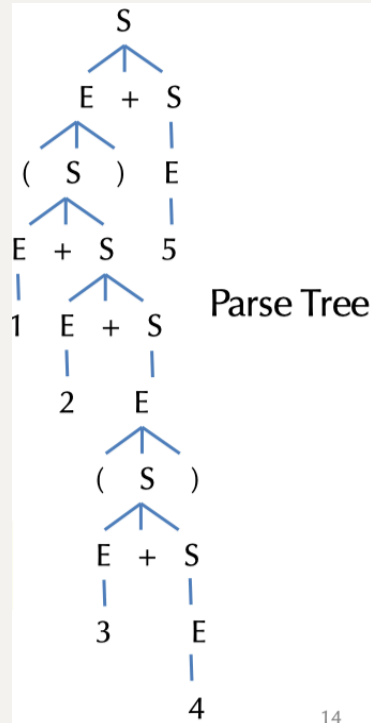 S
E + S
( S ) E
E + S 5
Parse Tree
1 E + S
2 E
( S )
E + S
3 E
4
14